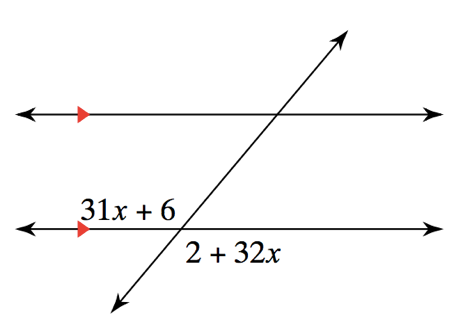 31x + 6
2 + 32x